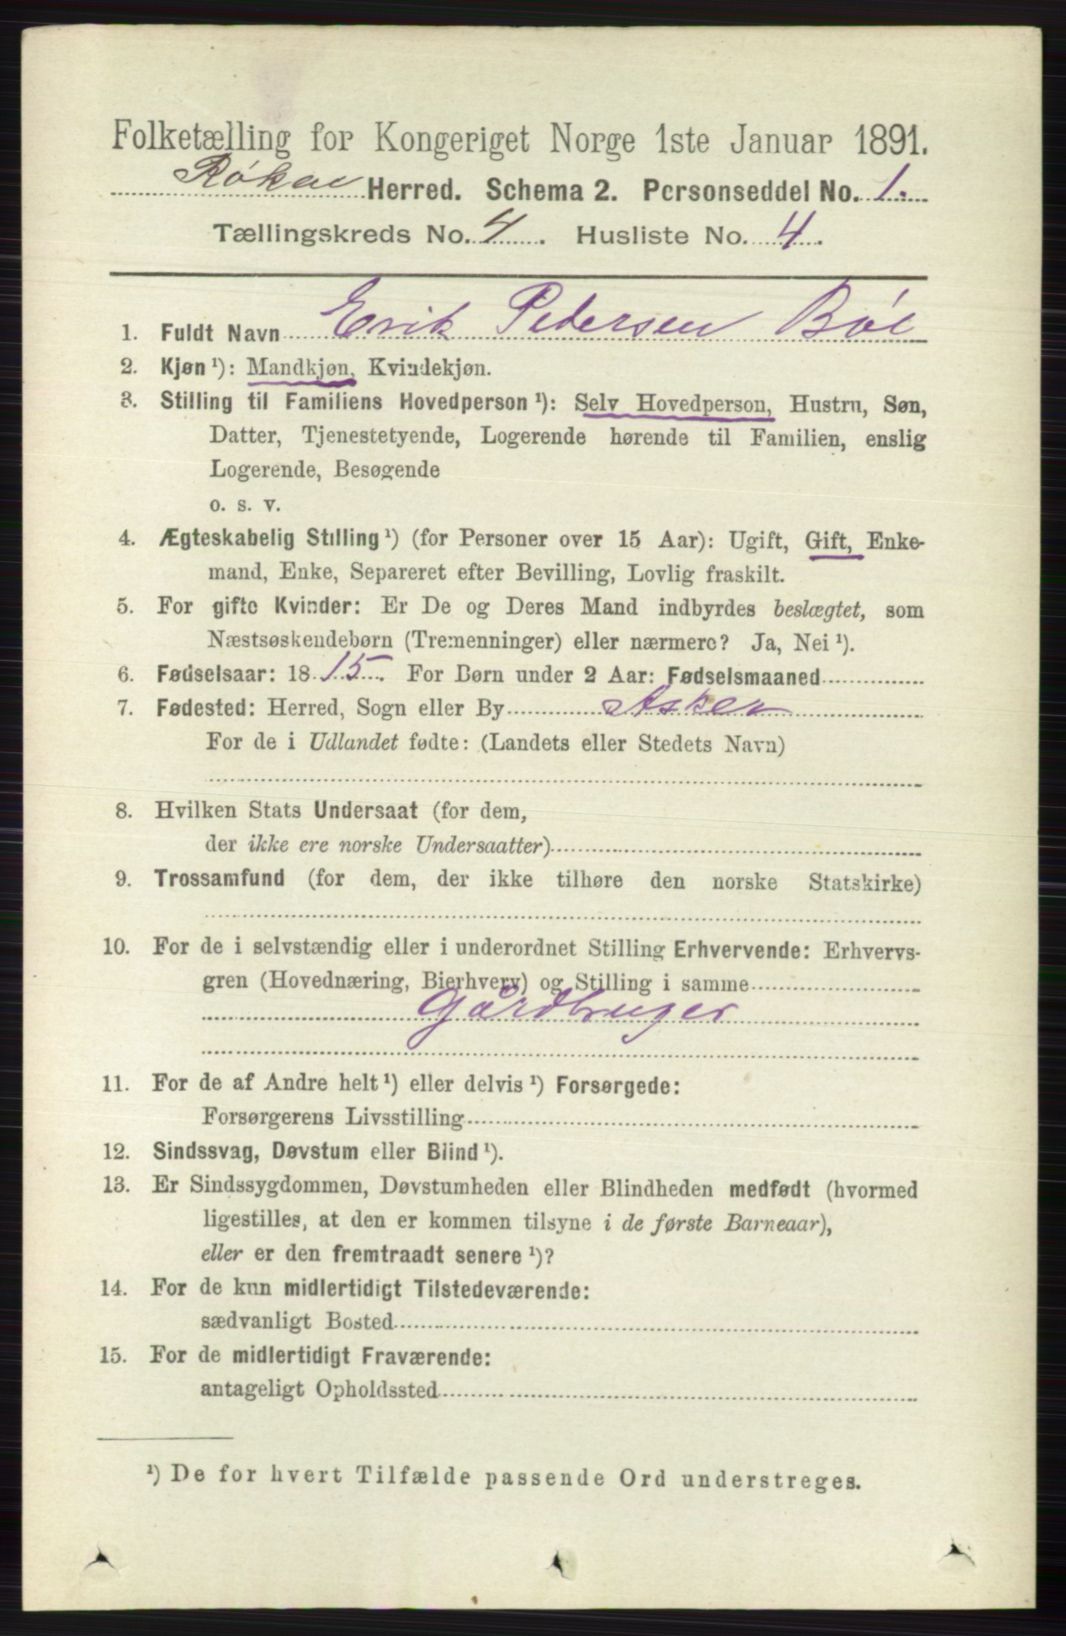 Folketælling for Kongeriget Norge 1ste Januar 1891.
Røken Herred. Schema 2. Personseddel No. 1.
Tællingskreds No. 4. Husliste No. 4.
1. Fuldt Navn Erik Pedersen Bøe
2. Kjøn ¹): Mandkjøn, Kvindekjøn.
3. Stilling til Familiens Hovedperson ¹): Selv Hovedperson, Hustru, Søn,
Datter, Tjenestetyende, Logerende hørende til Familien, enslig
Logerende, Besøgende
o. s. v.
4. Ægteskabelig Stilling ¹) (for Personer over 15 Aar): Ugift, Gift, Enke-
mand, Enke, Separeret efter Bevilling, Lovlig fraskilt.
5. For gifte Kvinder: Er De og Deres Mand indbyrdes beslægtet, som
Næstsøskendebørn (Tremenninger) eller nærmere? Ja, Nei ¹).
6. Fødselsaar: 1815. For Børn under 2 Aar: Fødselsmaaned
7. Fødested: Herred, Sogn eller By Asker
For de i Udlandet fødte: (Landets eller Stedets Navn)
8. Hvilken Stats Undersaat (for dem,
der ikke ere norske Undersaatter)
9. Trossamfund (for dem, der ikke tilhøre den norske Statskirke)
10. For de i selvstændig eller i underordnet Stilling Erhvervende: Erhvervs-
gren (Hovednæring, Bierhverv) og Stilling i samme
Gårdbruger
11. For de af Andre helt ¹) eller delvis ¹) Forsørgede:
Forsørgerens Livsstilling
12. Sindssvag, Døvstum eller Blind ¹).
13. Er Sindssygdommen, Døvstumheden eller Blindheden medfødt (hvormed
ligestilles, at den er kommen tilsyne i de første Barneaar),
eller er den fremtraadt senere ¹)?
14. For de kun midlertidigt Tilstedeværende:
sædvanligt Bosted
15. For de midlertidigt Fraværende:
antageligt Opholdssted
¹) De for hvert Tilfælde passende Ord understreges.